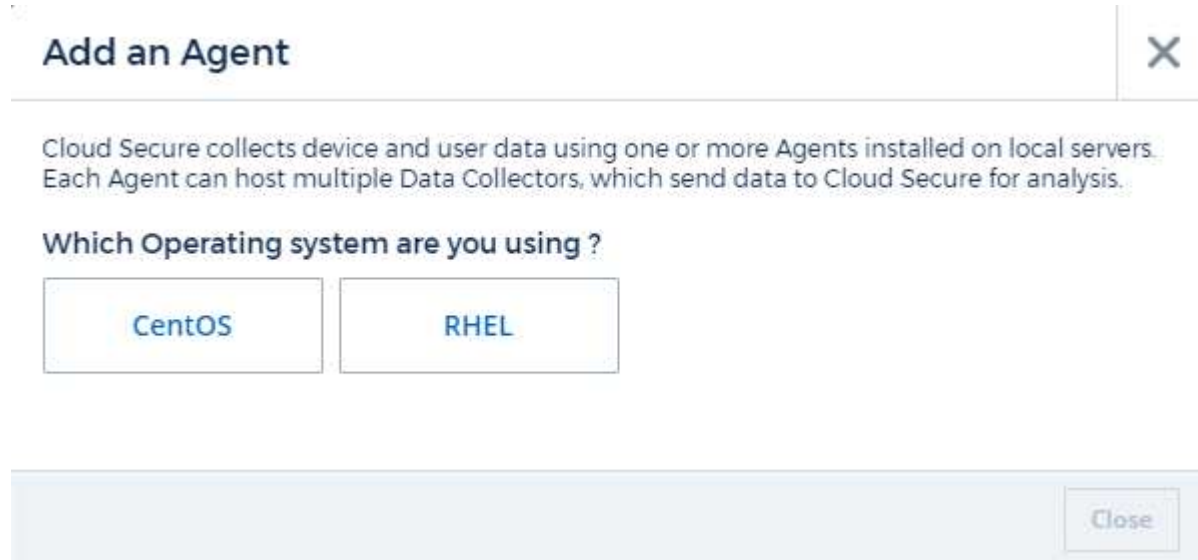 Add an Agent
Cloud Secure collects device and user data using one or more Agents installed on local servers.
Each Agent can host multiple Data Collectors, which send data to Cloud Secure for analysis.
Which Operating system are you using ?
CentOS RHEL
Close